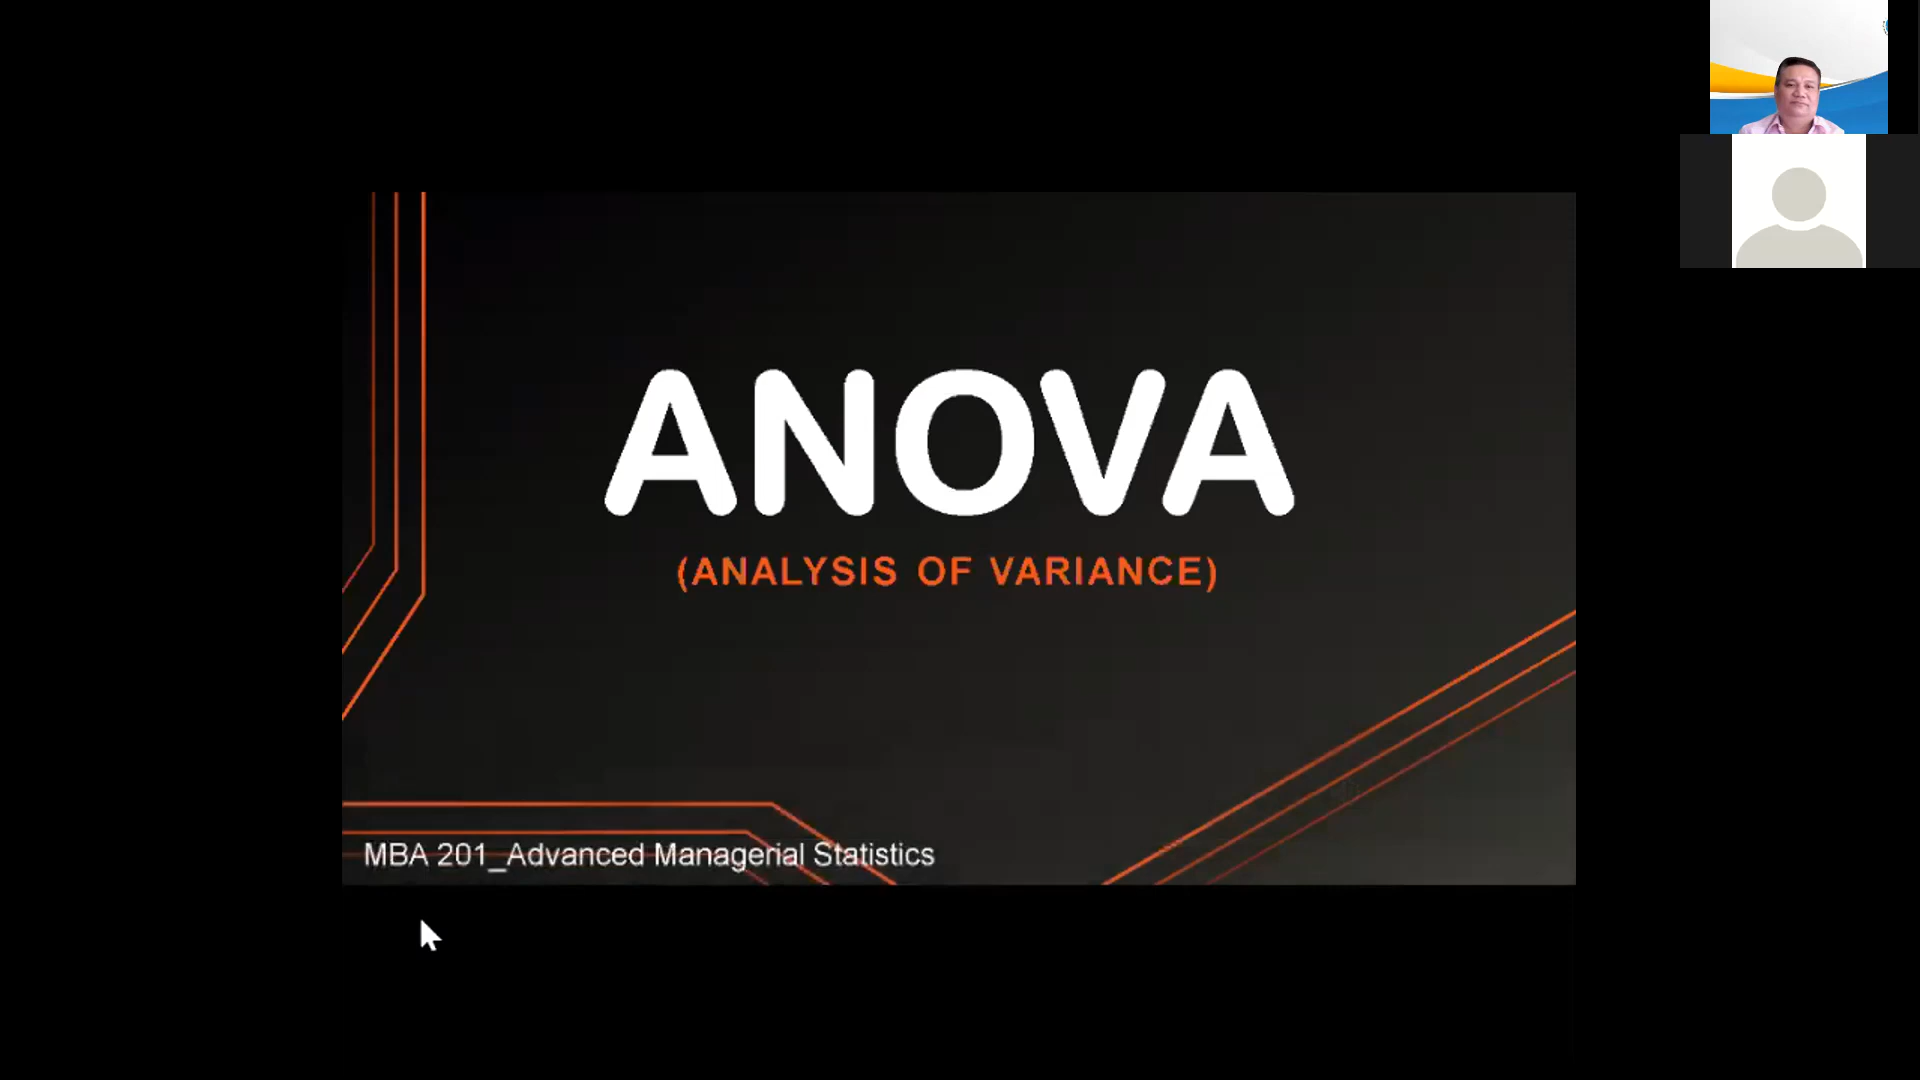 ANOVA
(ANALYSIS OF VARIANCE)
MBA 201_Advanced Managerial Statistics